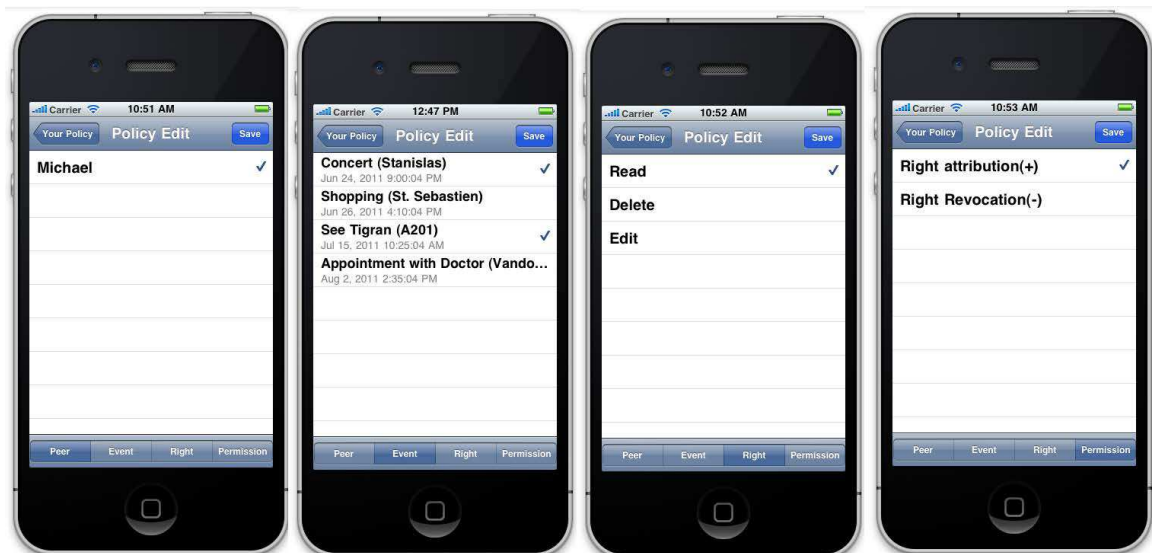 Carrier 10:51 AM
Your Policy Policy Edit Save
Michael
Peer Event Right Permission
Carrier 12:47 PM
Your Policy Policy Edit Save
Concert (Stanislas)
Jun 24, 2011 9:00:04 PM
Shopping (St. Sebastien)
Jun 26, 2011 4:10:04 PM
See Tigran (A201)
Jul 15, 2011 10:25:04 AM
Appointment with Doctor (Vando...
Aug 2, 2011 2:35:04 PM
Peer Event Right Permission
Carrier 10:52 AM
Your Policy Policy Edit Save
Read
Delete
Edit
Peer Event Right Permission
Carrier 10:53 AM
Your Policy Policy Edit Save
Right attribution(+)
Right Revocation(-)
Peer Event Right Permission